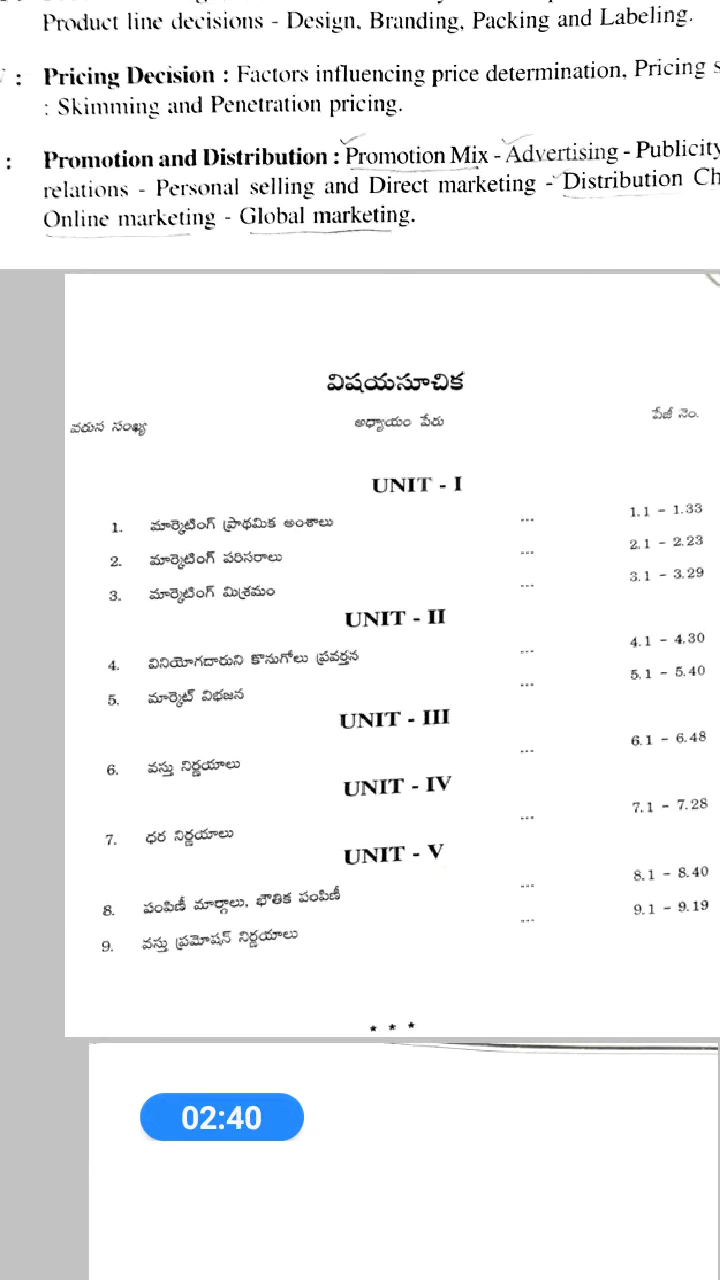 Product line decisions - Design, Branding, Packing and Labeling.
: Pricing Decision : Factors influencing price determination, Pricing
: Skimming and Penetration pricing.
: Promotion and Distribution : Promotion Mix - Advertising - Publicity
relations - Personal selling and Direct marketing - Distribution
Online marketing - Global marketing.
విషయసూచిక
వరుస సంఖ్య అధ్యాయం పేరు పేజీ నెం.
UNIT - I
1. మార్కెటింగ్ ప్రాథమిక అంశాలు ... 1.1 - 1.33
2. మార్కెటింగ్ పరిసరాలు ... 2.1 - 2.23
3. మార్కెటింగ్ మిశ్రమం ... 3.1 - 3.29
UNIT - II
4. వినియోగదారుని కొనుగోలు ప్రవర్తన ... 4.1 - 4.30
5. మార్కెట్ విభజన ... 5.1 - 5.40
UNIT - III
6. వస్తు నిర్ణయాలు ... 6.1 - 6.48
UNIT - IV
7. ధర నిర్ణయాలు ... 7.1 - 7.28
UNIT - V
8. పంపిణీ మార్గాలు, భౌతిక పంపిణీ ... 8.1 - 8.40
9. వస్తు ప్రమోషన్ నిర్ణయాలు ... 9.1 - 9.19
* * *
02:40